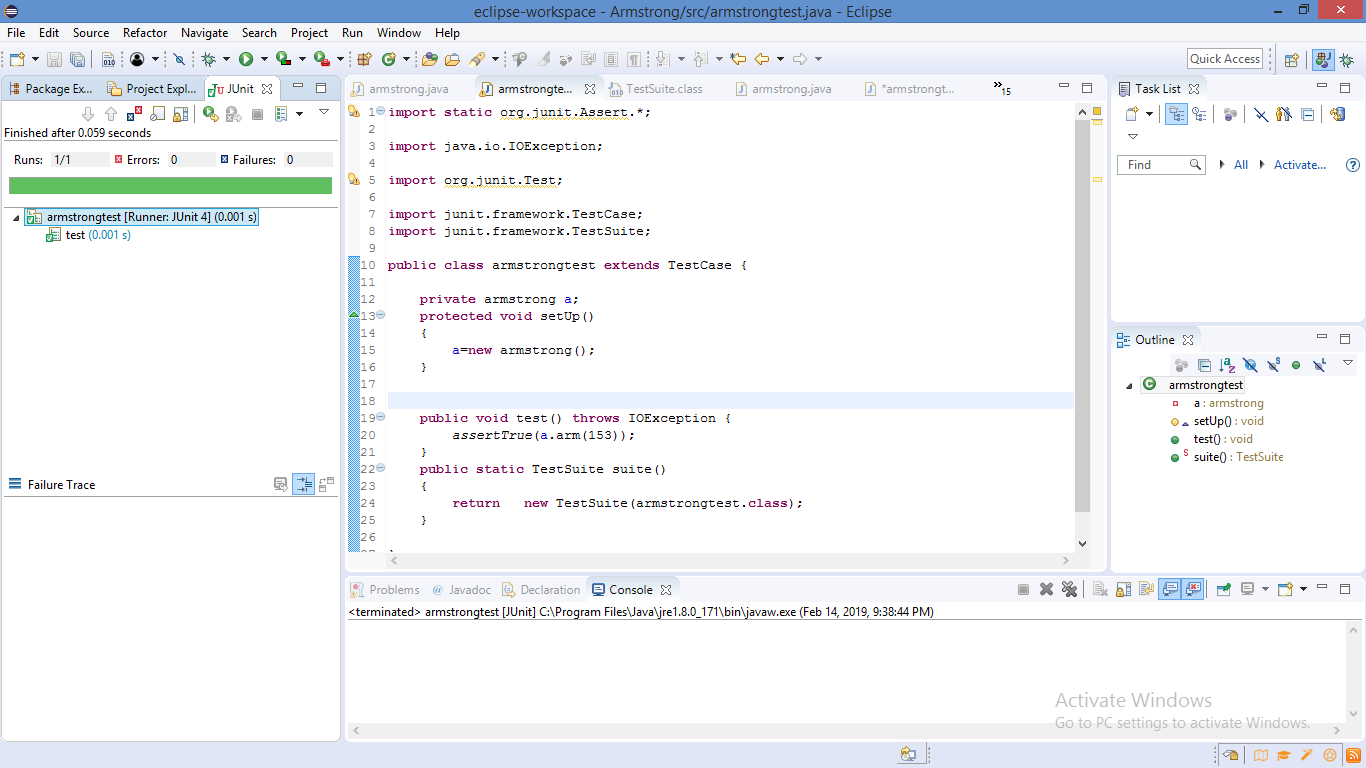 eclipse-workspace - Armstrong/src/armstrongtest.java - Eclipse
File Edit Source Refactor Navigate Search Project Run Window Help
Quick Access
Package Ex... Project Expl... JUnit
Finished after 0.059 seconds
Runs: 1/1 Errors: 0 Failures: 0
armstrongtest [Runner: JUnit 4] (0.001 s)
test (0.001 s)
Failure Trace
armstrong.java armstrongte... TestSuite.class armstrong.java *armstrongt... »15
1 import static org.junit.Assert.*;
2
3 import java.io.IOException;
4
5 import org.junit.Test;
6
7 import junit.framework.TestCase;
8 import junit.framework.TestSuite;
9
10 public class armstrongtest extends TestCase {
11
12 private armstrong a;
13 protected void setUp()
14 {
15 a=new armstrong();
16 }
17
18
19 public void test() throws IOException {
20 assertTrue(a.arm(153));
21 }
22 public static TestSuite suite()
23 {
24 return new TestSuite(armstrongtest.class);
25 }
26
Task List
Find All Activate...
Outline
armstrongtest
a : armstrong
setUp() : void
test() : void
suite() : TestSuite
Problems @ Javadoc Declaration Console
<terminated> armstrongtest [JUnit] C:\Program Files\Java\jre1.8.0_171\bin\javaw.exe (Feb 14, 2019, 9:38:44 PM)
Activate Windows
Go to PC settings to activate Windows.